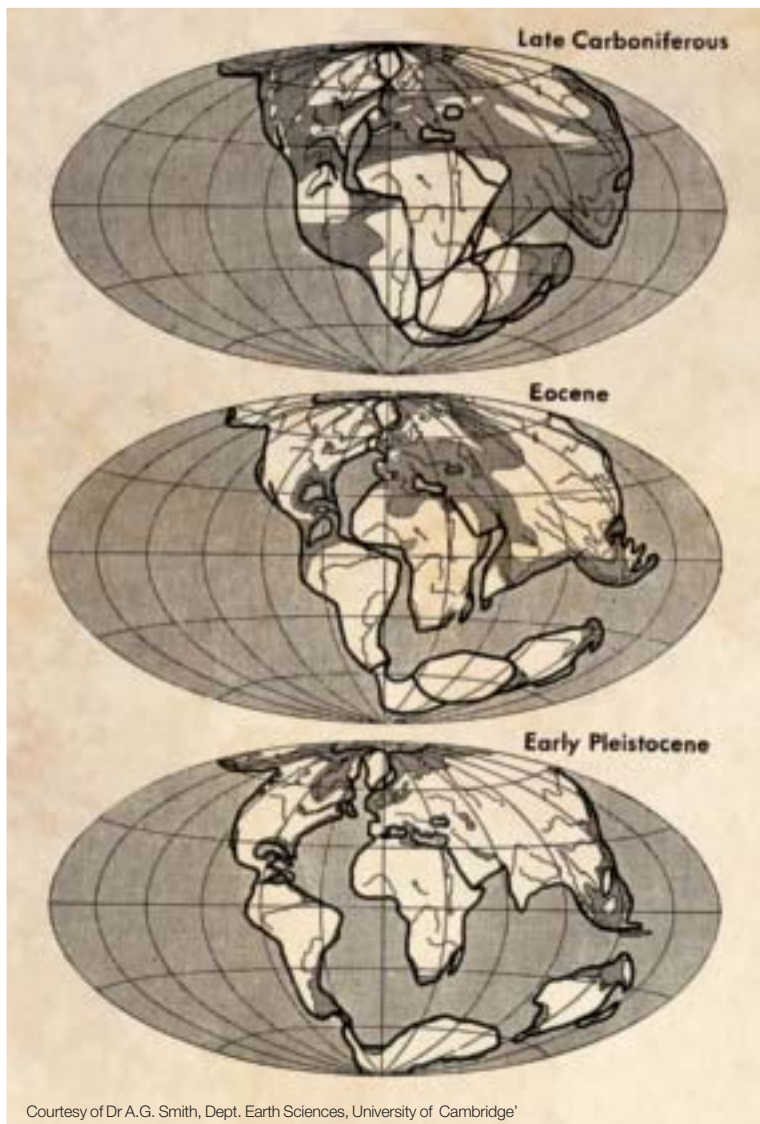 Late Carboniferous
Eocene
Early Pleistocene
Courtesy of Dr A.G. Smith, Dept. Earth Sciences, University of Cambridge'